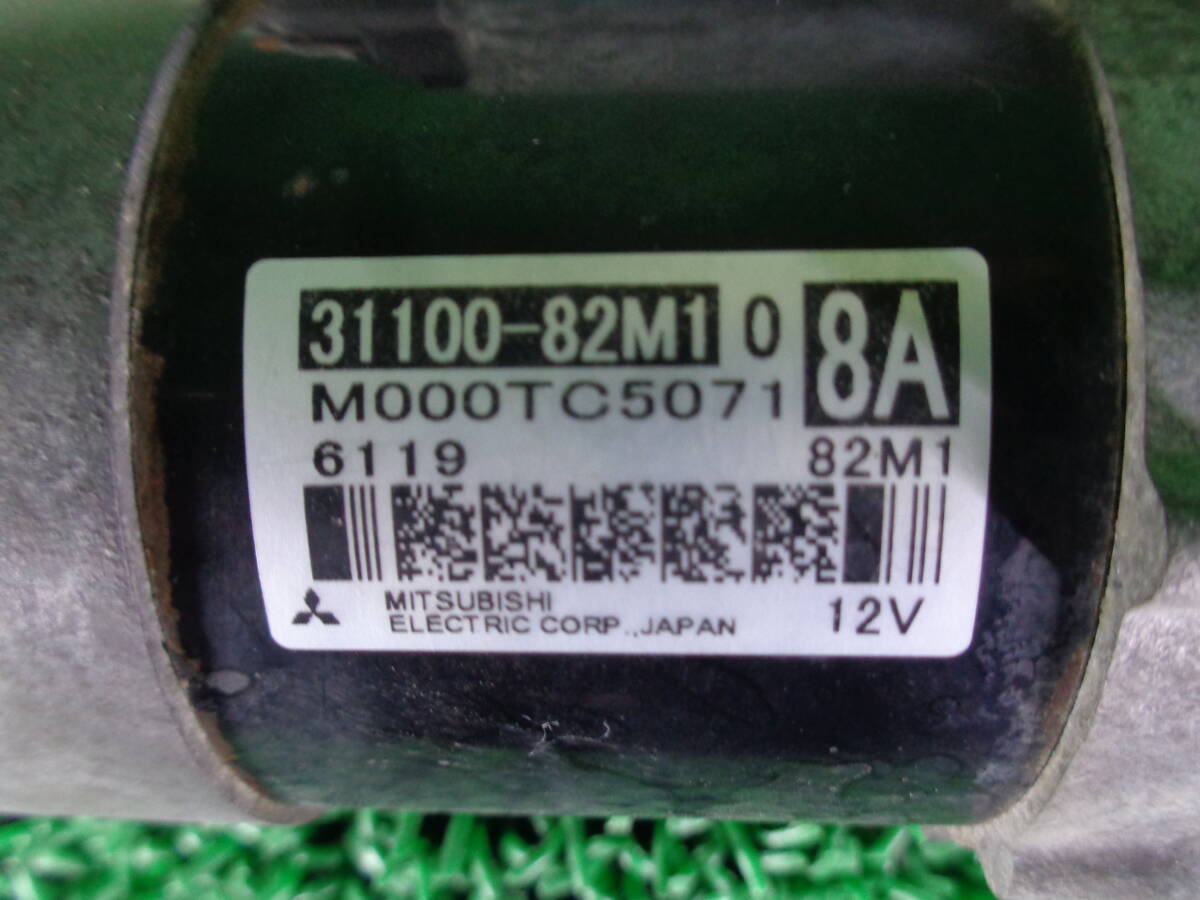 31100-82M1 0 8A
M000TC5071
6119 82M1
MITSUBISHI
ELECTRIC CORP.,JAPAN 12V